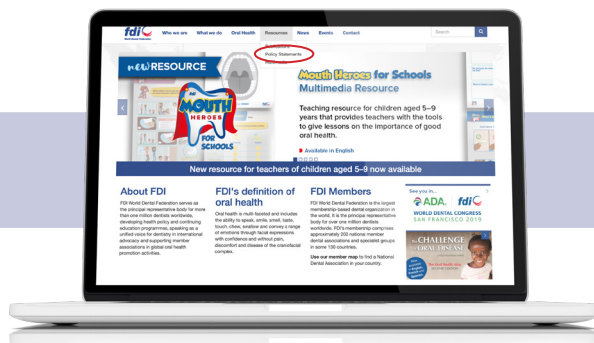 fdi
World Dental Federation
Who we are What we do Oral Health Resources News Events Contact
Search
Policy Statements
new RESOURCE
MOUTH
HEROES
FOR
SCHOOLS
Mouth Heroes for Schools
Multimedia Resource
Teaching resource for children aged 5–9
years that provides teachers with the tools
to give lessons on the importance of good
oral health.
Available in English
New resource for teachers of children aged 5-9 now available
About FDI
FDI World Dental Federation serves as
the principal representative body for more
than one million dentists worldwide,
developing health policy and continuing
education programmes, speaking as a
unified voice for dentistry in international
advocacy and supporting member
associations in global oral health
promotion activities.
FDI's definition of
oral health
Oral health is multi-faceted and includes
the ability to speak, smile, smell, taste,
touch, chew, swallow and convey a range
of emotions through facial expressions
with confidence and without pain,
discomfort and disease of the craniofacial
complex.
FDI Members
FDI World Dental Federation is the largest
membership-based dental organization in
the world. It is the principal representative
body for over one million dentists
worldwide. FDI's membership comprises
approximately 200 national member
dental associations and specialist groups
in some 130 countries.
Use our member map to find a National
Dental Association in your country.
See you in...
ADA. fdi
WORLD DENTAL CONGRESS
SAN FRANCISCO 2019
The CHALLENGE
of ORAL DISEASE